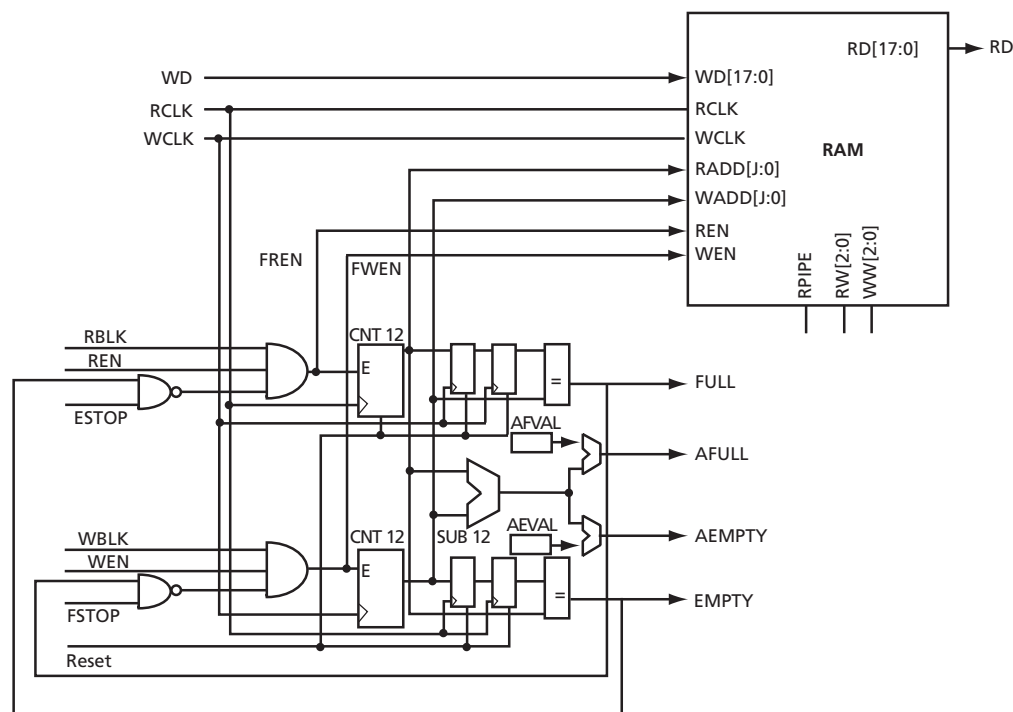 RD[17:0]
RD
WD
WD[17:0]
RCLK
RCLK
WCLK
WCLK
RAM
RADD[J:0]
WADD[J:0]
REN
WEN
FREN
FWEN
RPIPE
RW[2:0]
WW[2:0]
RBLK
REN
ESTOP
CNT 12
E
=
FULL
AFVAL
AFULL
WBLK
WEN
FSTOP
CNT 12
E
SUB 12
AEVAL
AEMPTY
=
EMPTY
Reset